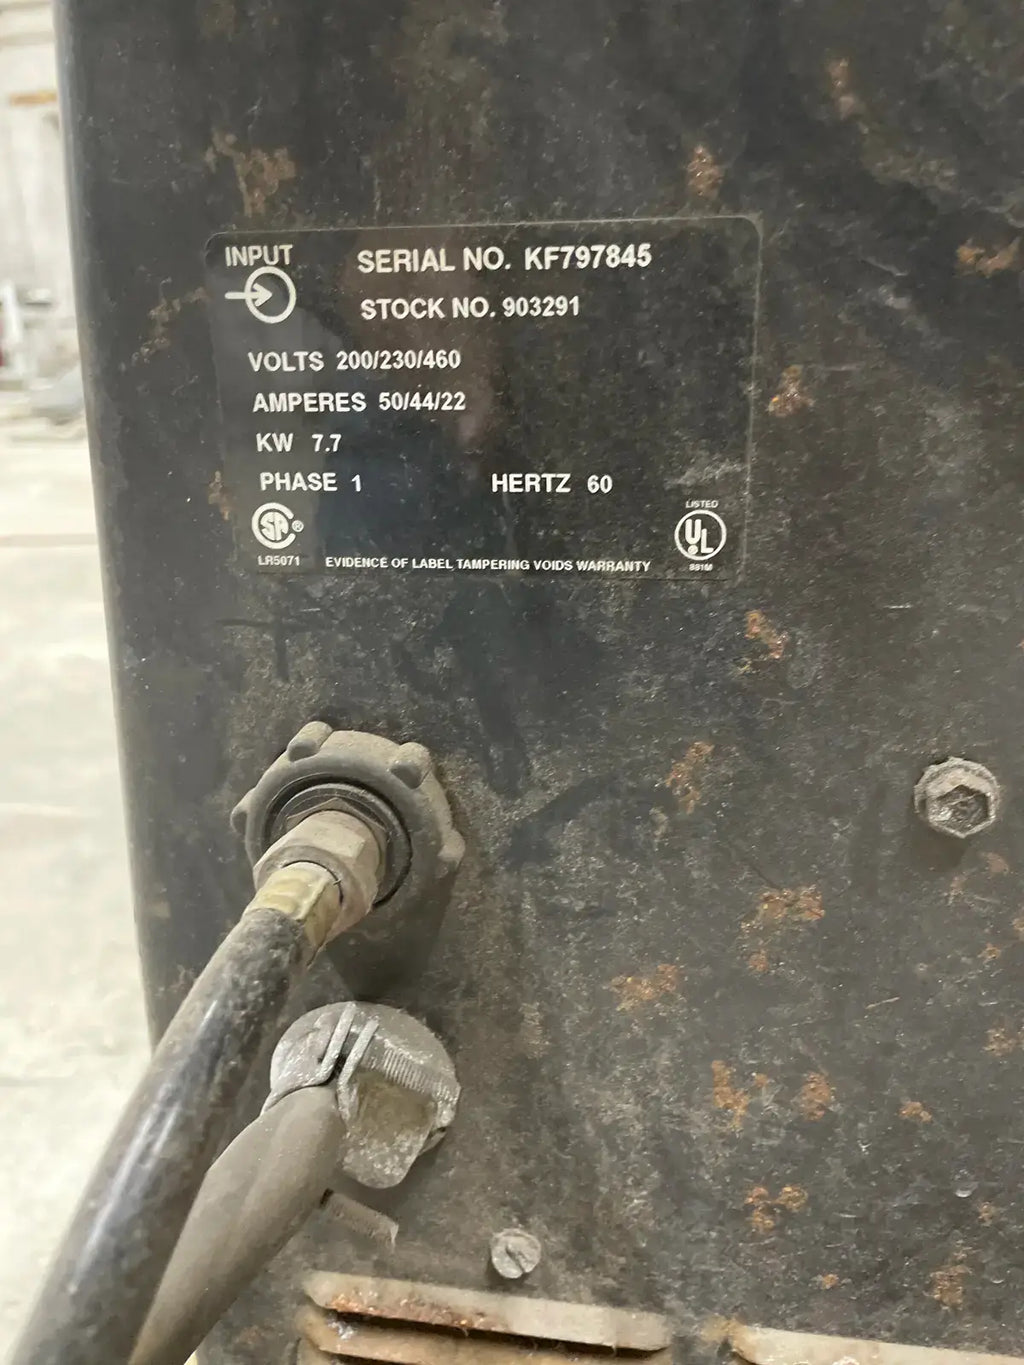 INPUT
SERIAL NO. KF797845
STOCK NO. 903291
VOLTS 200/230/460
AMPERES 50/44/22
KW 7.7
PHASE 1 HERTZ 60
LISTED
SA ®
UL
LR5071 EVIDENCE OF LABEL TAMPERING VOIDS WARRANTY